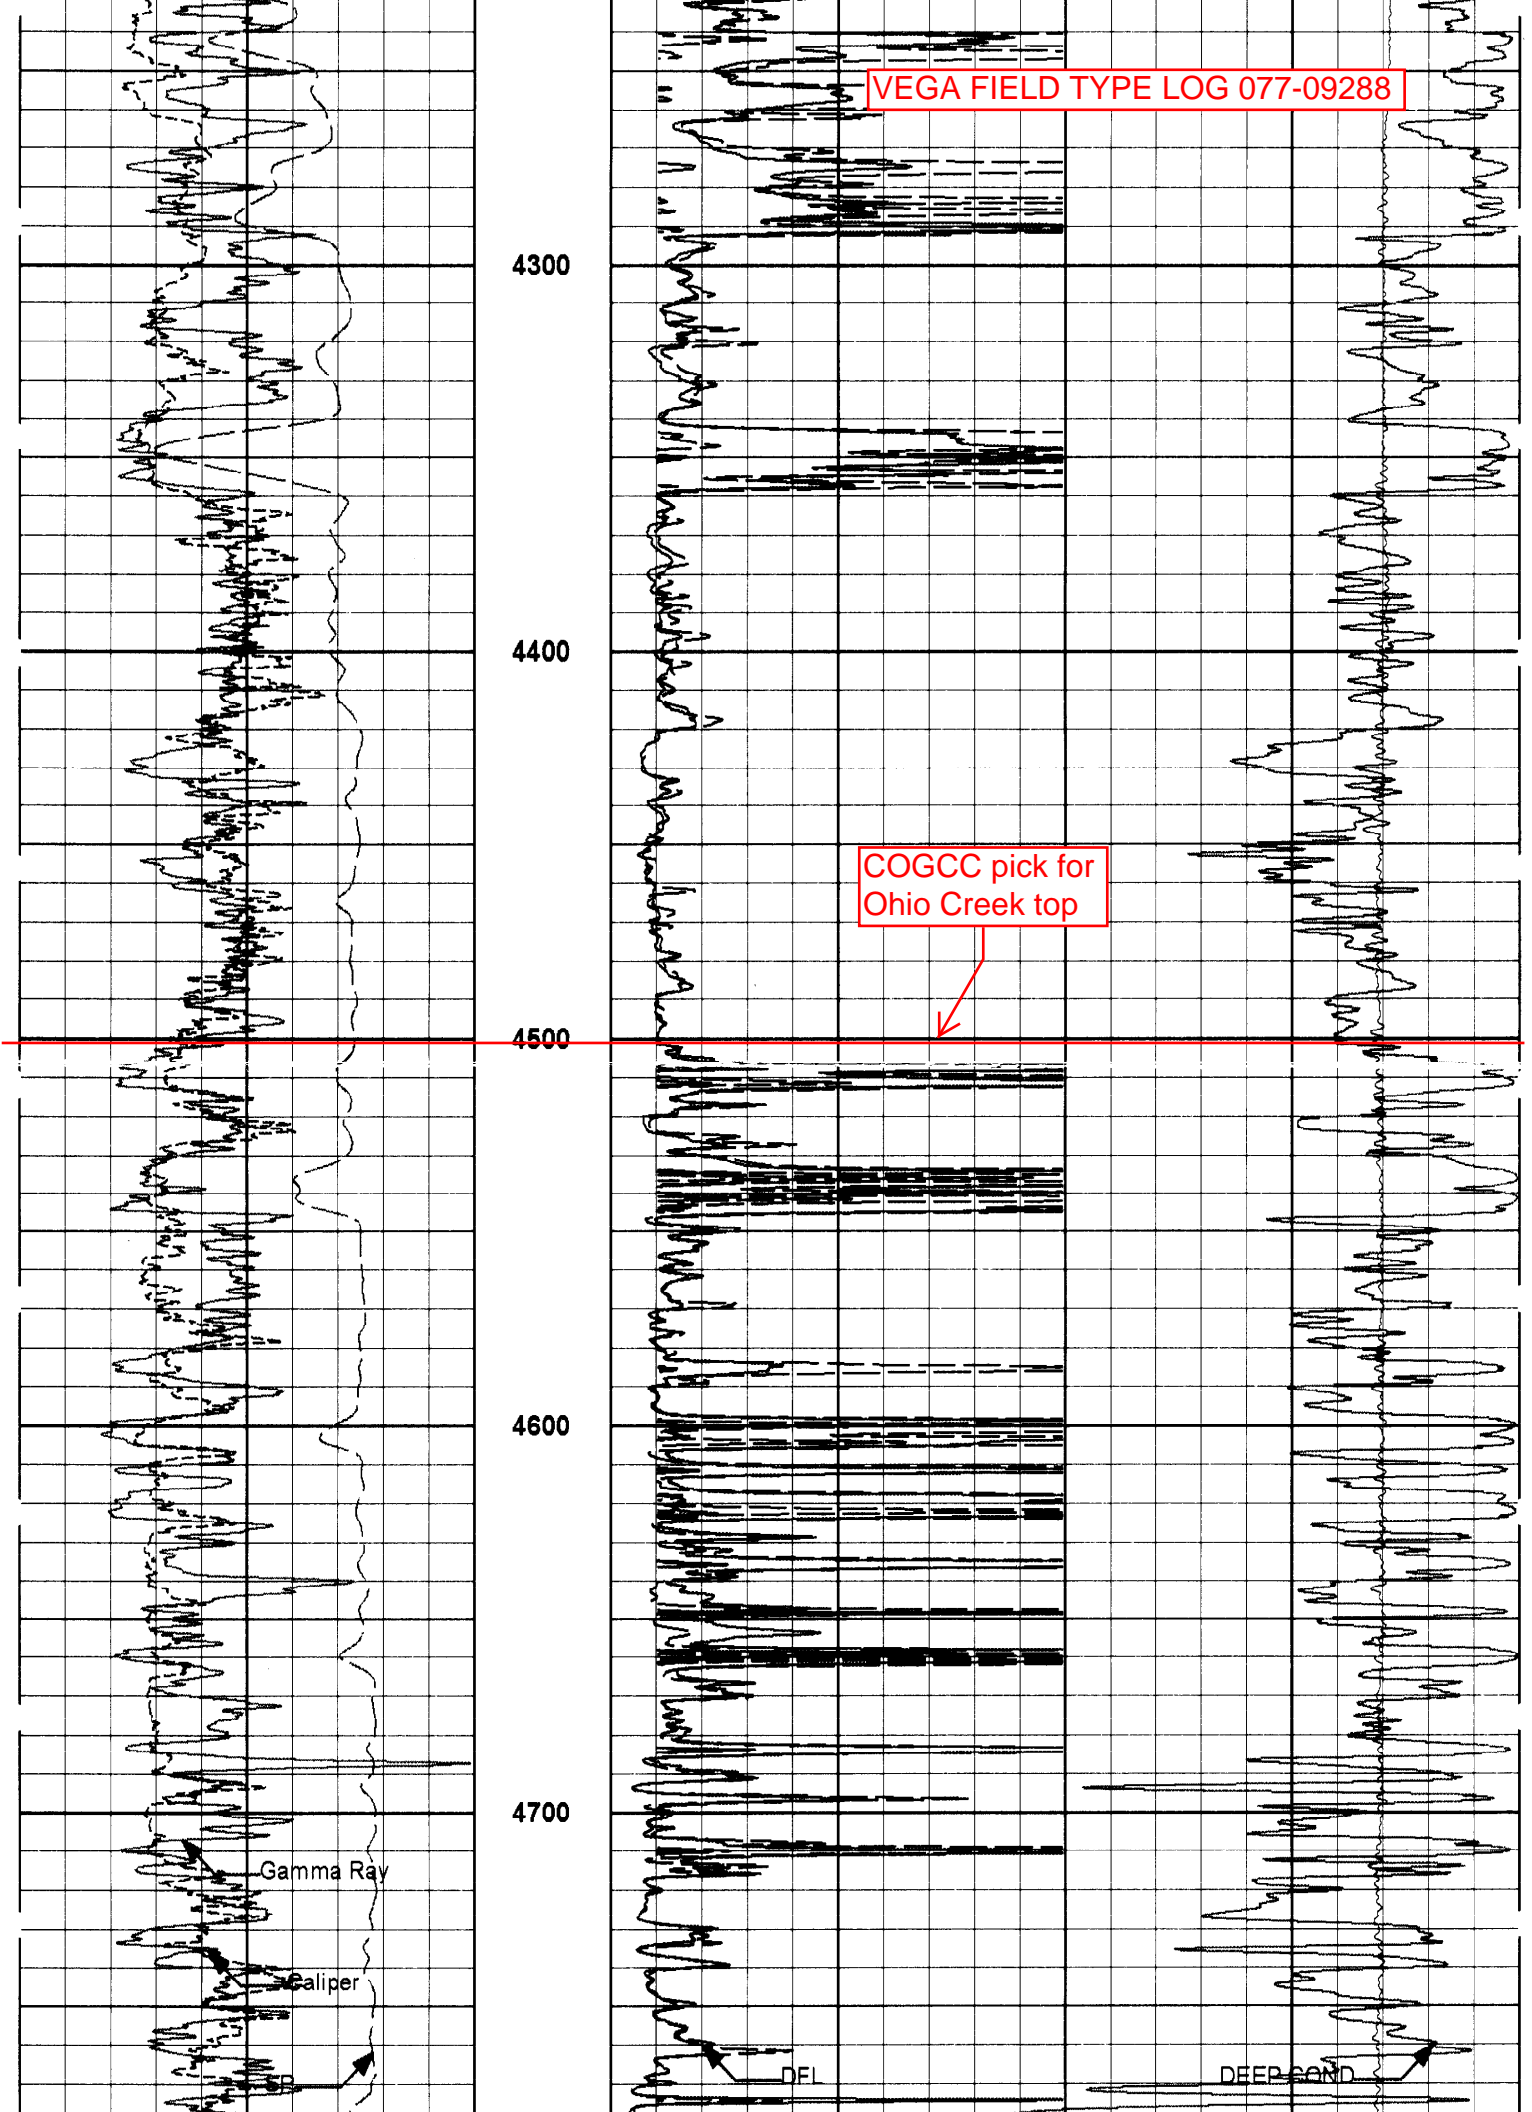 VEGA FIELD TYPE LOG 077-09288
4300
4400
COGCC pick for
Ohio Creek top
4500
4600
4700
Gamma Ray
Caliper
SP
DFL
DEEP COND